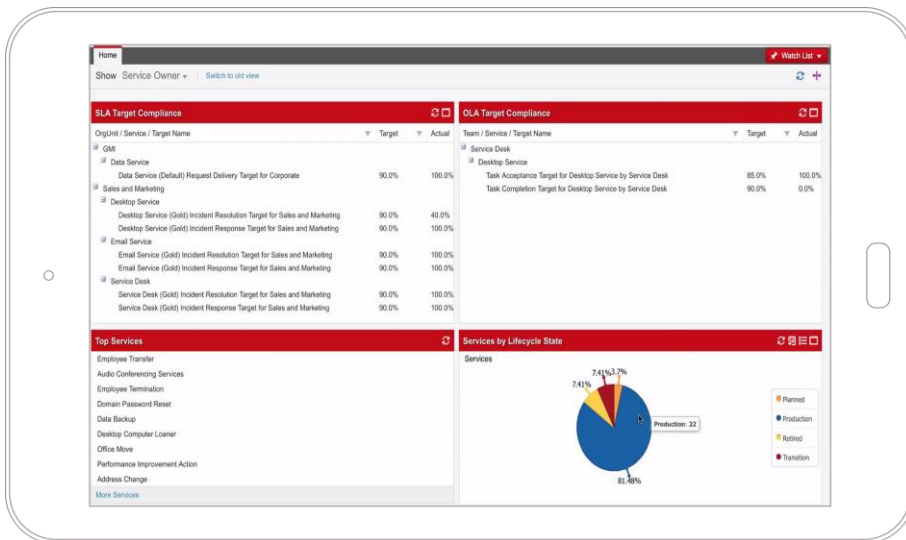 Home
Watch List
Show Service Owner Switch to old view
SLA Target Compliance
OrgUnit / Service / Target Name Target Actual
GMI
Data Service
Data Service (Default) Request Delivery Target for Corporate 90.0% 100.0%
Sales and Marketing
Desktop Service
Desktop Service (Gold) Incident Resolution Target for Sales and Marketing 90.0% 40.0%
Desktop Service (Gold) Incident Response Target for Sales and Marketing 90.0% 100.0%
Email Service
Email Service (Gold) Incident Resolution Target for Sales and Marketing 90.0% 100.0%
Email Service (Gold) Incident Response Target for Sales and Marketing 90.0% 100.0%
Service Desk
Service Desk (Gold) Incident Resolution Target for Sales and Marketing 90.0% 100.0%
Service Desk (Gold) Incident Response Target for Sales and Marketing 90.0% 100.0%
OLA Target Compliance
Team / Service / Target Name Target Actual
Service Desk
Desktop Service
Task Acceptance Target for Desktop Service by Service Desk 85.0% 100.0%
Task Completion Target for Desktop Service by Service Desk 90.0% 0.0%
Top Services
Employee Transfer
Audio Conferencing Services
Employee Termination
Domain Password Reset
Data Backup
Desktop Computer Loaner
Office Move
Performance Improvement Action
Address Change
More Services
Services by Lifecycle State
Services
7.41% 3.7%
7.41%
Production: 22
81.48%
Planned
Production
Retired
Transition